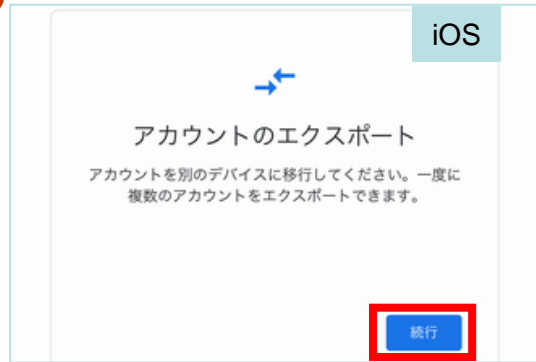 iOS
アカウントのエクスポート
アカウントを別のデバイスに移行してください。一度に
複数のアカウントをエクスポートできます。
続行